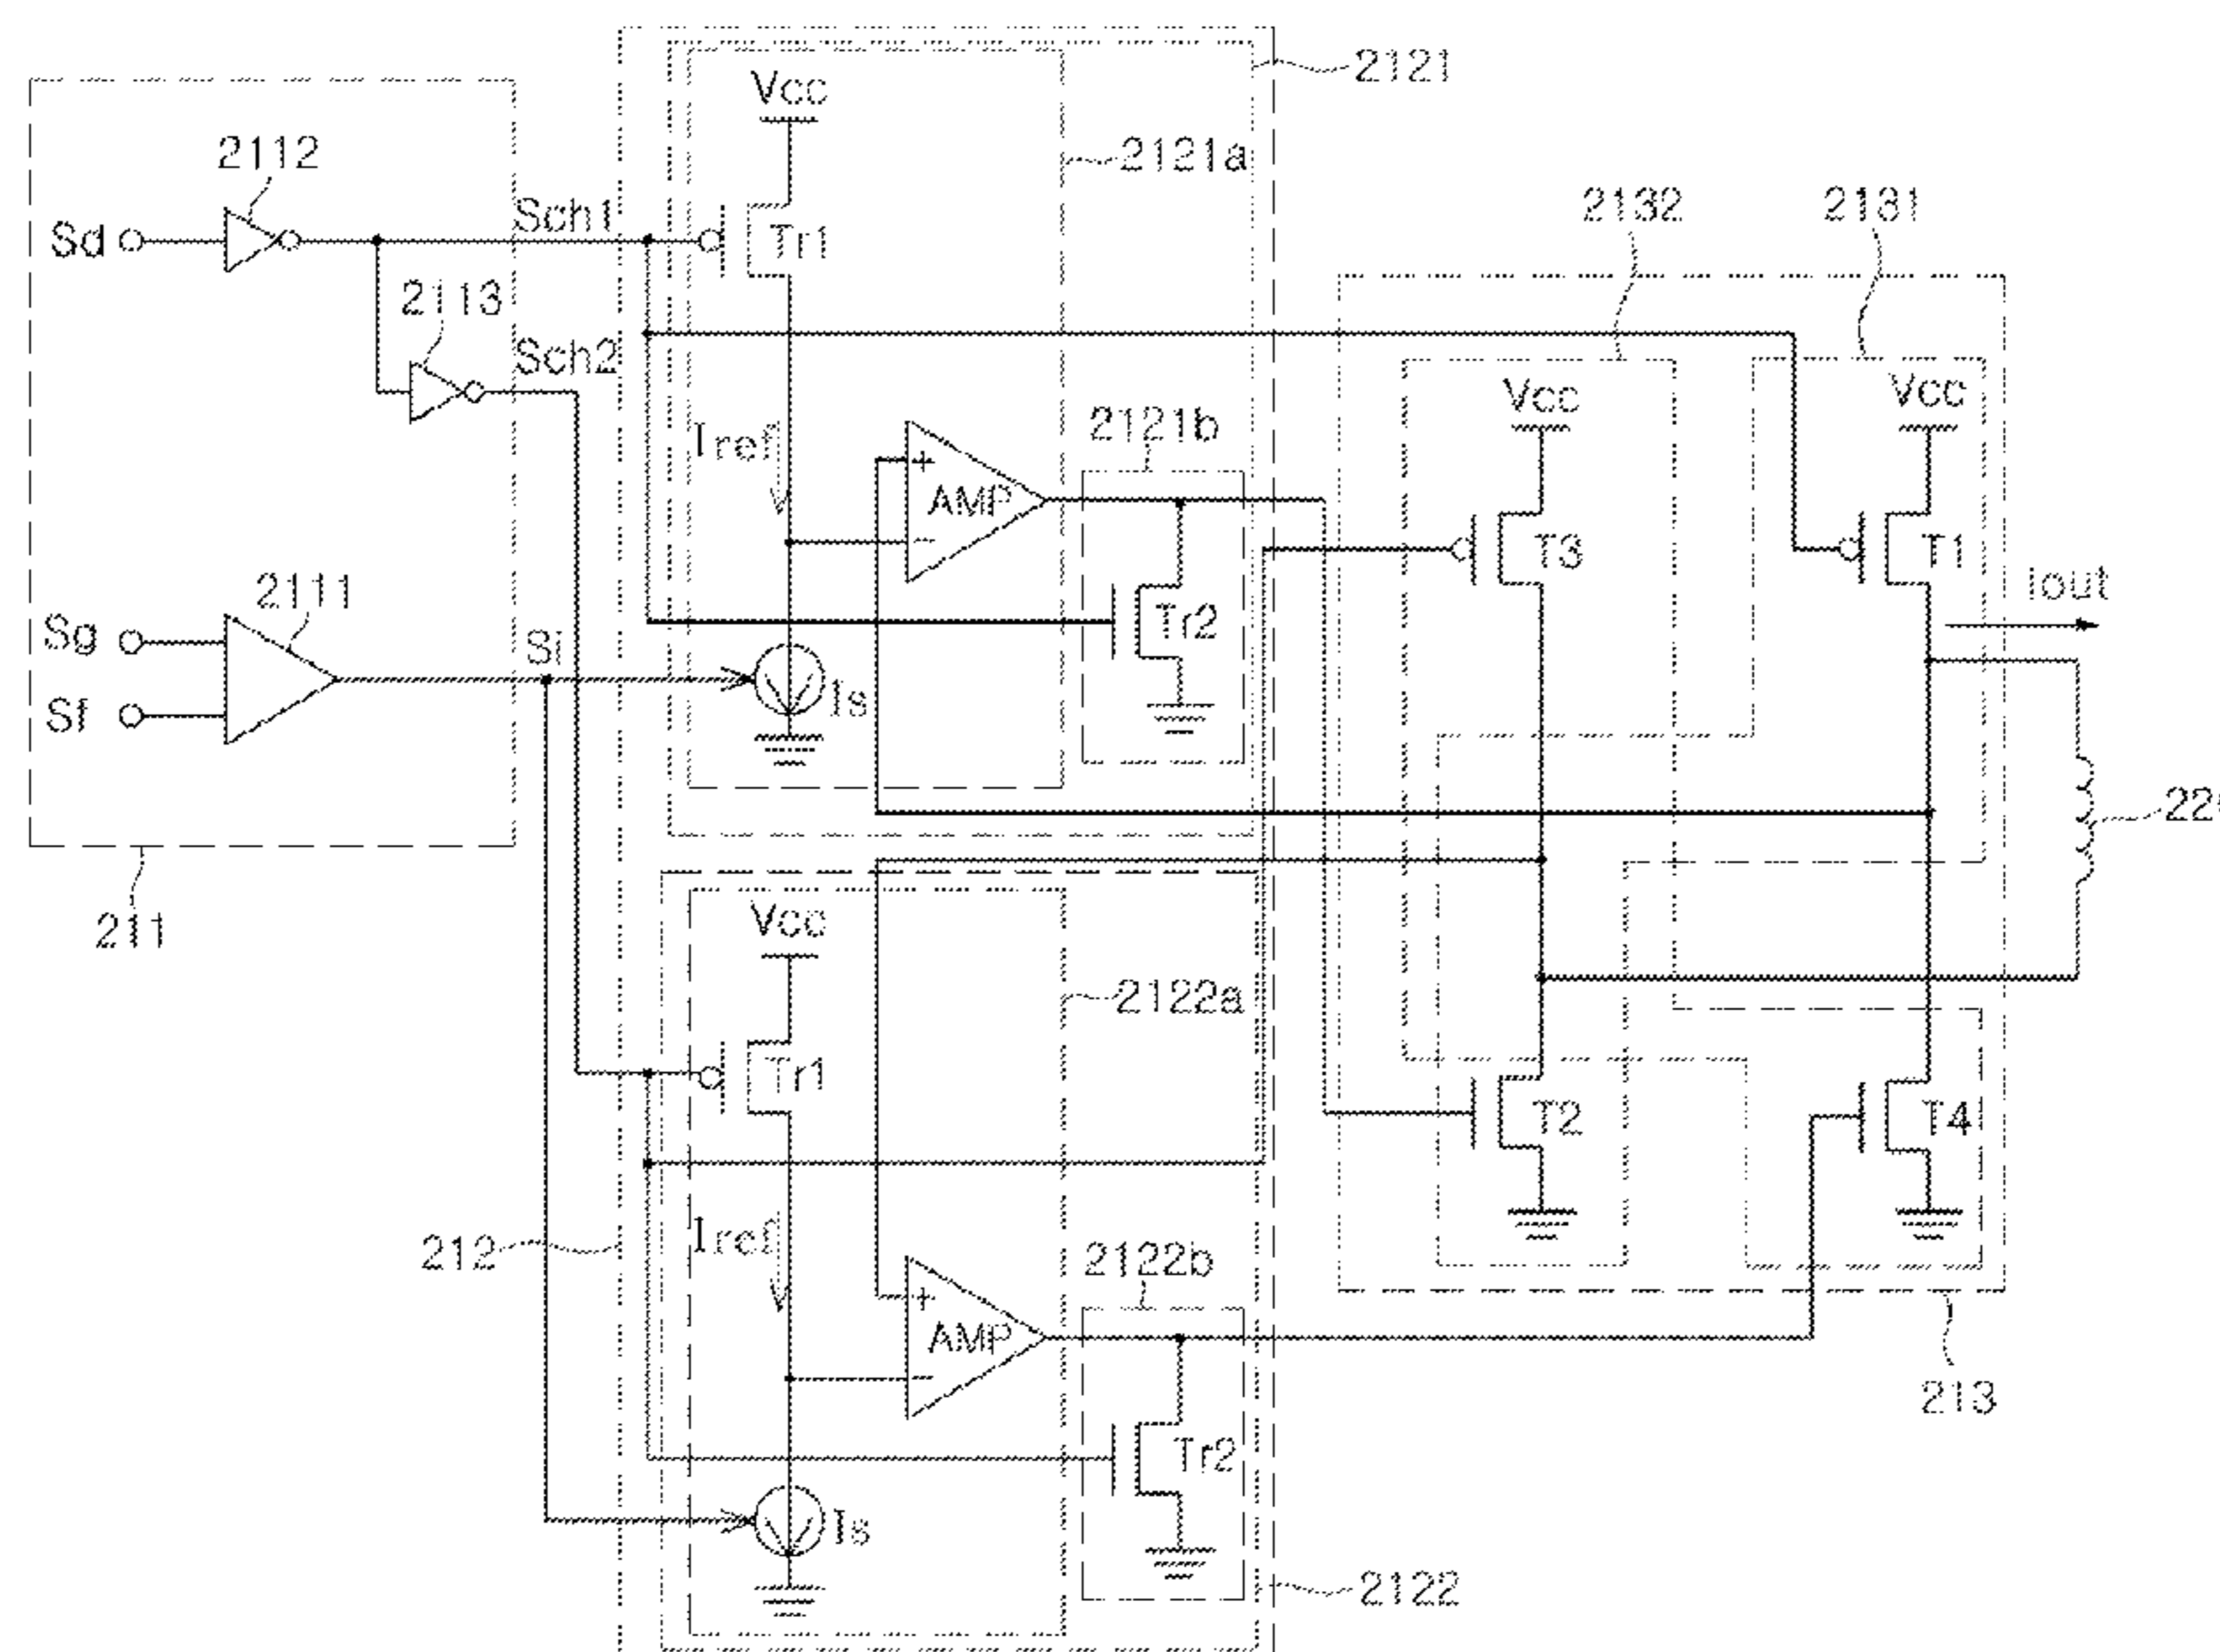 2121
Vcc
2112
2121a
Sch1
2132
2131
Sd
Tr1
2113
Sch2
Vcc
Vcc
2121b
Iref
+
AMP
−
T3
T1
Iout
2111
Sg
Tr2
Si
Sf
Is
211
Vcc
2122a
Tr1
T2
T4
Iref
212
2122b
+
AMP
−
213
Tr2
Is
2122